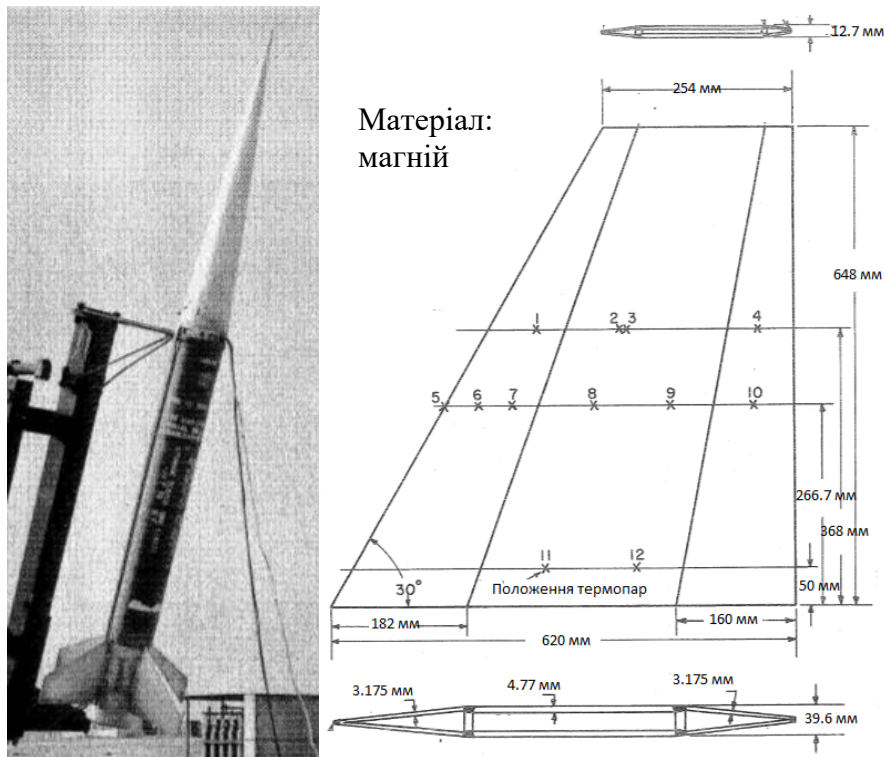 12.7 мм
254 мм
Матеріал:
магній
648 мм
1
2
3
4
5
6
7
8
9
10
266.7 мм
368 мм
11
12
30°
Положення термопар
50 мм
182 мм
160 мм
620 мм
3.175 мм
4.77 мм
3.175 мм
39.6 мм